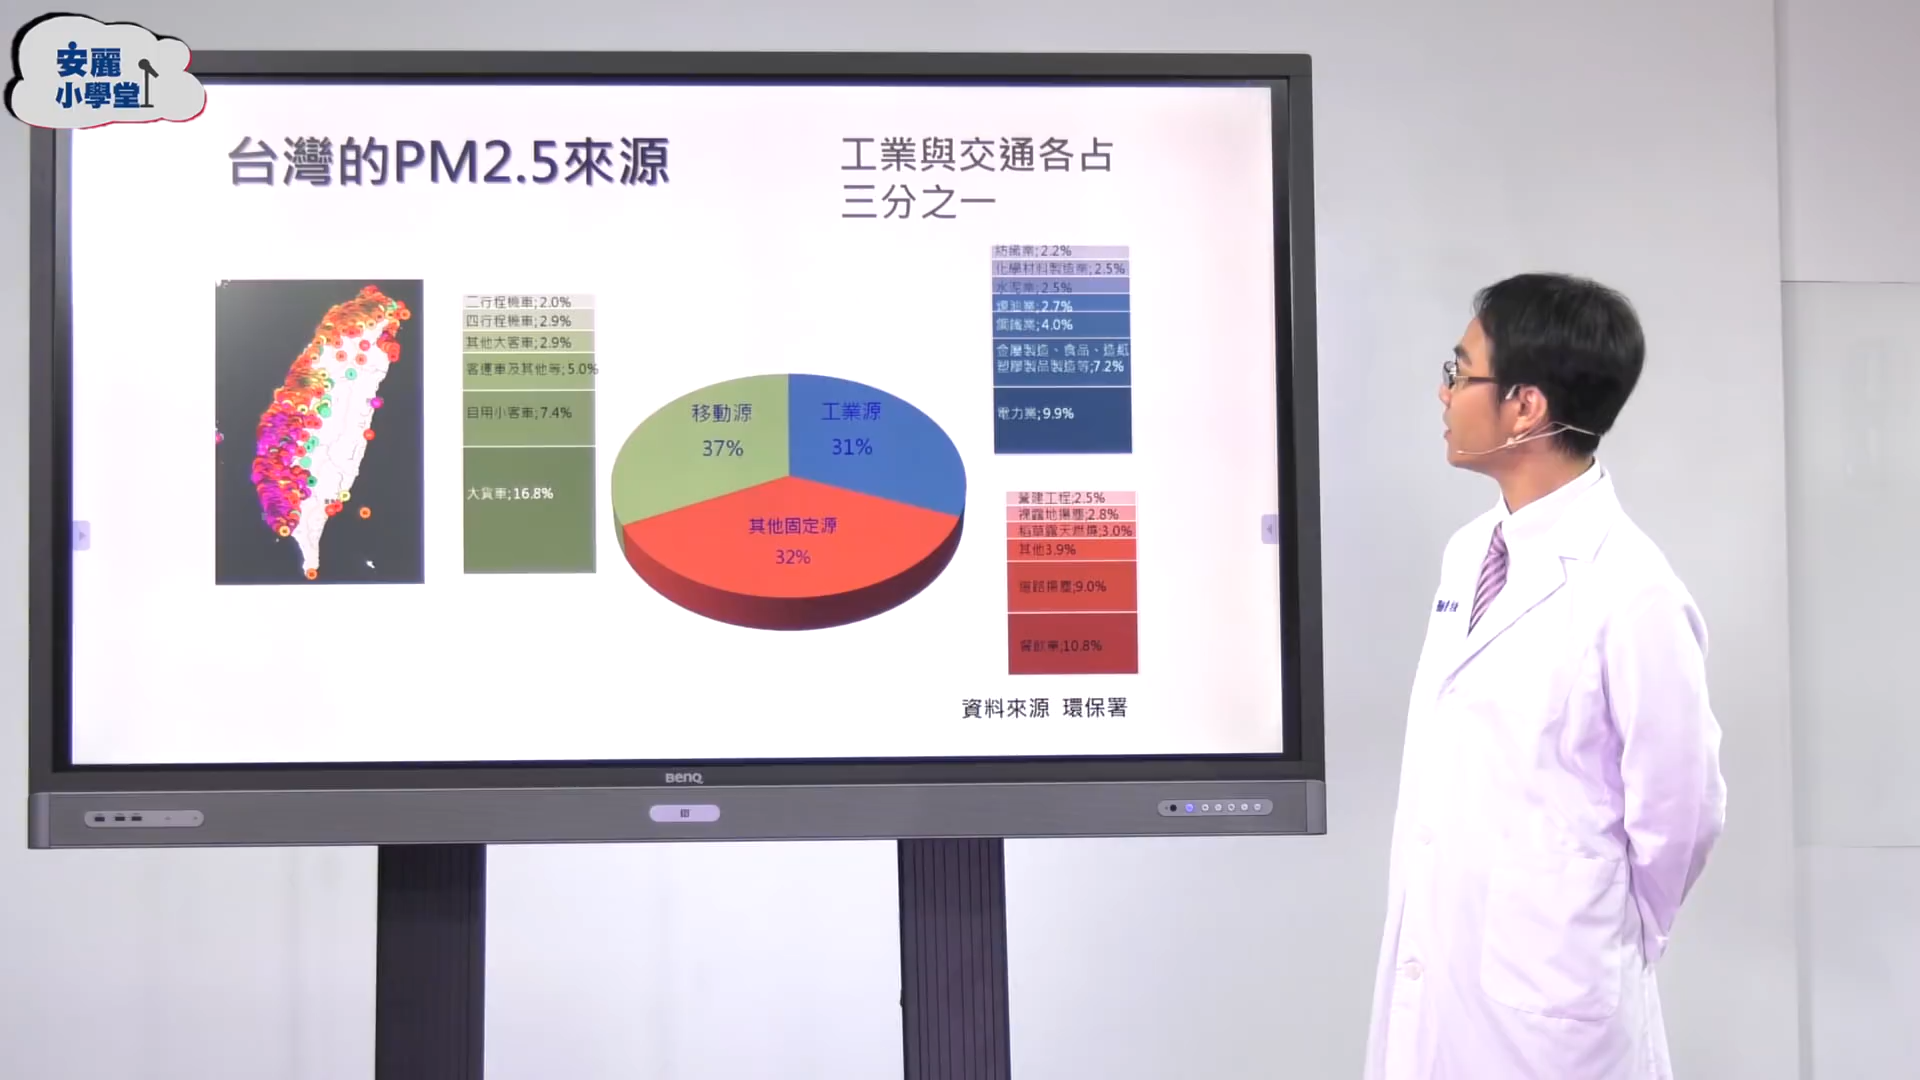 安麗
小學堂
台灣的PM2.5來源
工業與交通各占
三分之一
二行程機車;2.0%
四行程機車;2.9%
其他大客車;2.9%
客運車及其他等;5.0%
自用小客車;7.4%
大貨車;16.8%
移動源
37%
工業源
31%
其他固定源
32%
紡織業;2.2%
化學材料製造業;2.5%
水泥業;2.5%
煉油業;2.7%
鋼鐵業;4.0%
金屬製造、食品、造紙
塑膠製品製造等;7.2%
電力業;9.9%
營建工程;2.5%
裸露地揚塵;2.8%
稻草露天燃燒;3.0%
其他3.9%
道路揚塵;9.0%
餐飲業;10.8%
資料來源 環保署
BenQ